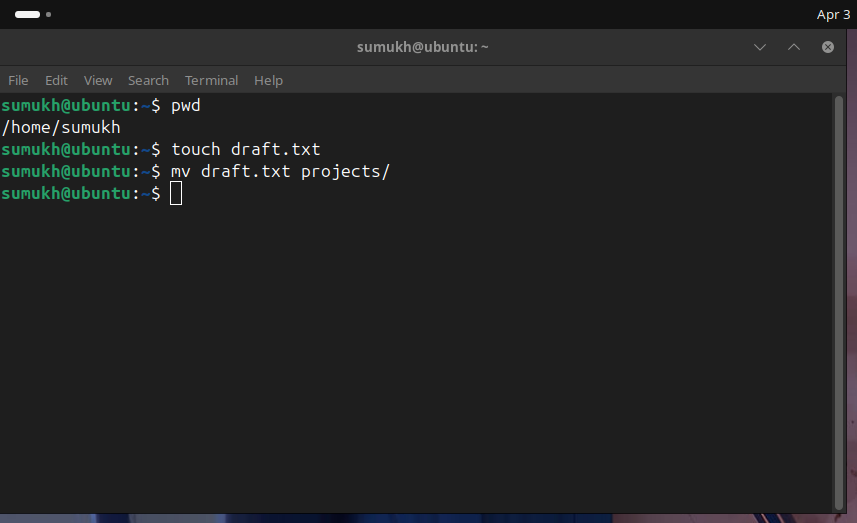 Apr 3
sumukh@ubuntu: ~
File Edit View Search Terminal Help
sumukh@ubuntu:~$ pwd
/home/sumukh
sumukh@ubuntu:~$ touch draft.txt
sumukh@ubuntu:~$ mv draft.txt projects/
sumukh@ubuntu:~$